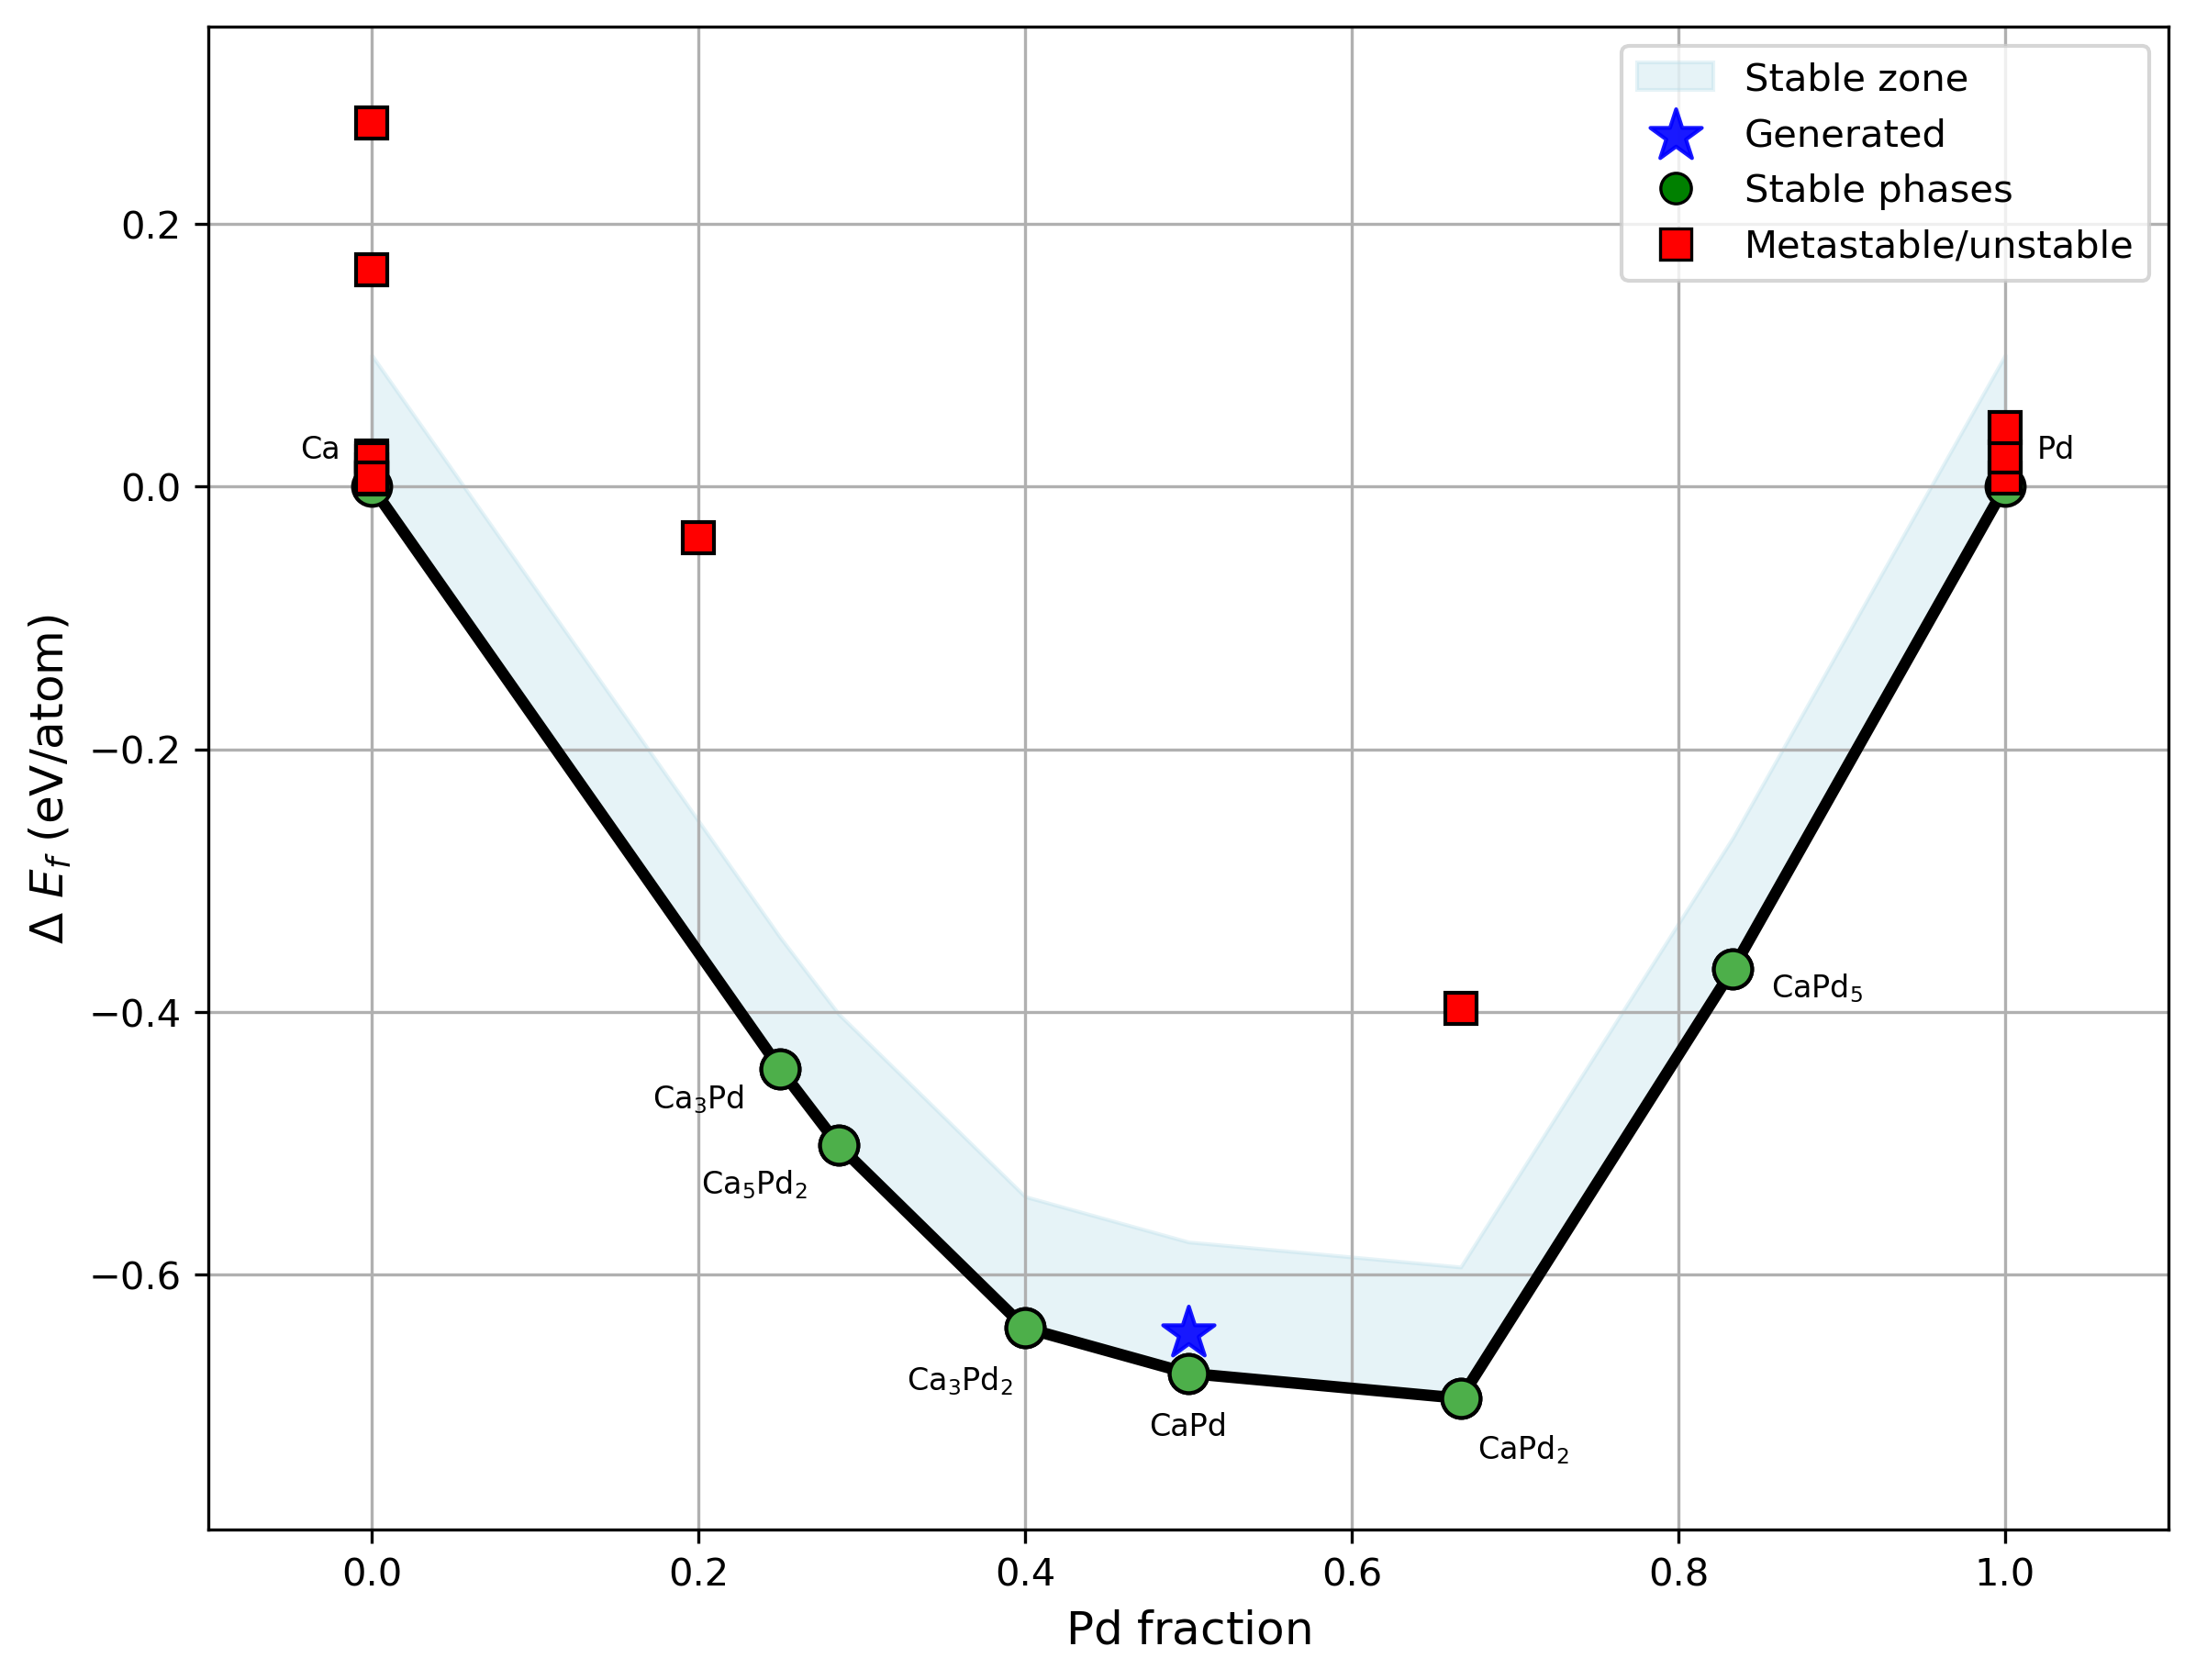 Stable zone
Generated
Stable phases
Metastable/unstable
0.2
0.0
−0.2
−0.4
−0.6
Δ E_f (eV/atom)
Ca
Pd
CaPd₅
Ca₃Pd
Ca₅Pd₂
Ca₃Pd₂
CaPd
CaPd₂
0.0 0.2 0.4 0.6 0.8 1.0
Pd fraction